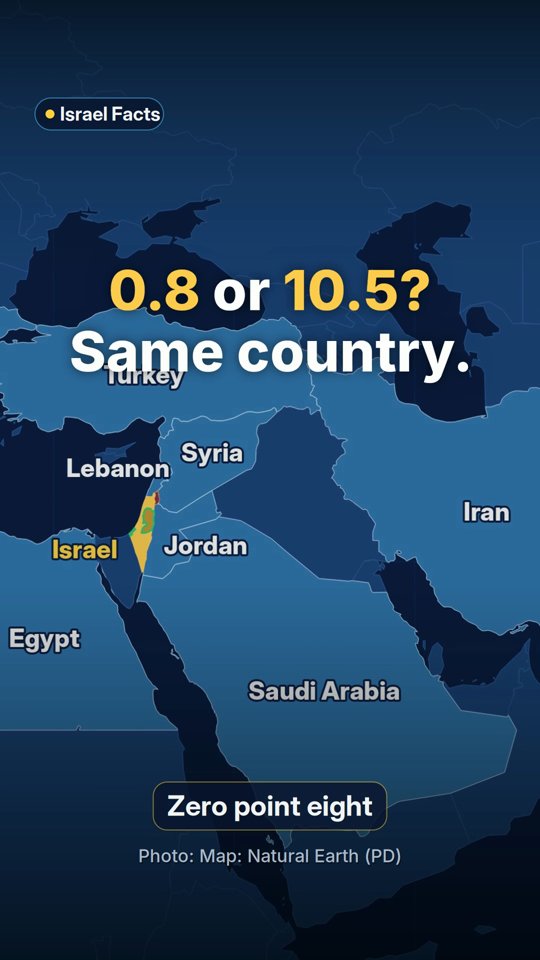 Israel Facts
0.8 or 10.5?
Same country.
Turkey
Syria
Lebanon
Iran
Israel
Jordan
Egypt
Saudi Arabia
Zero point eight
Photo: Map: Natural Earth (PD)